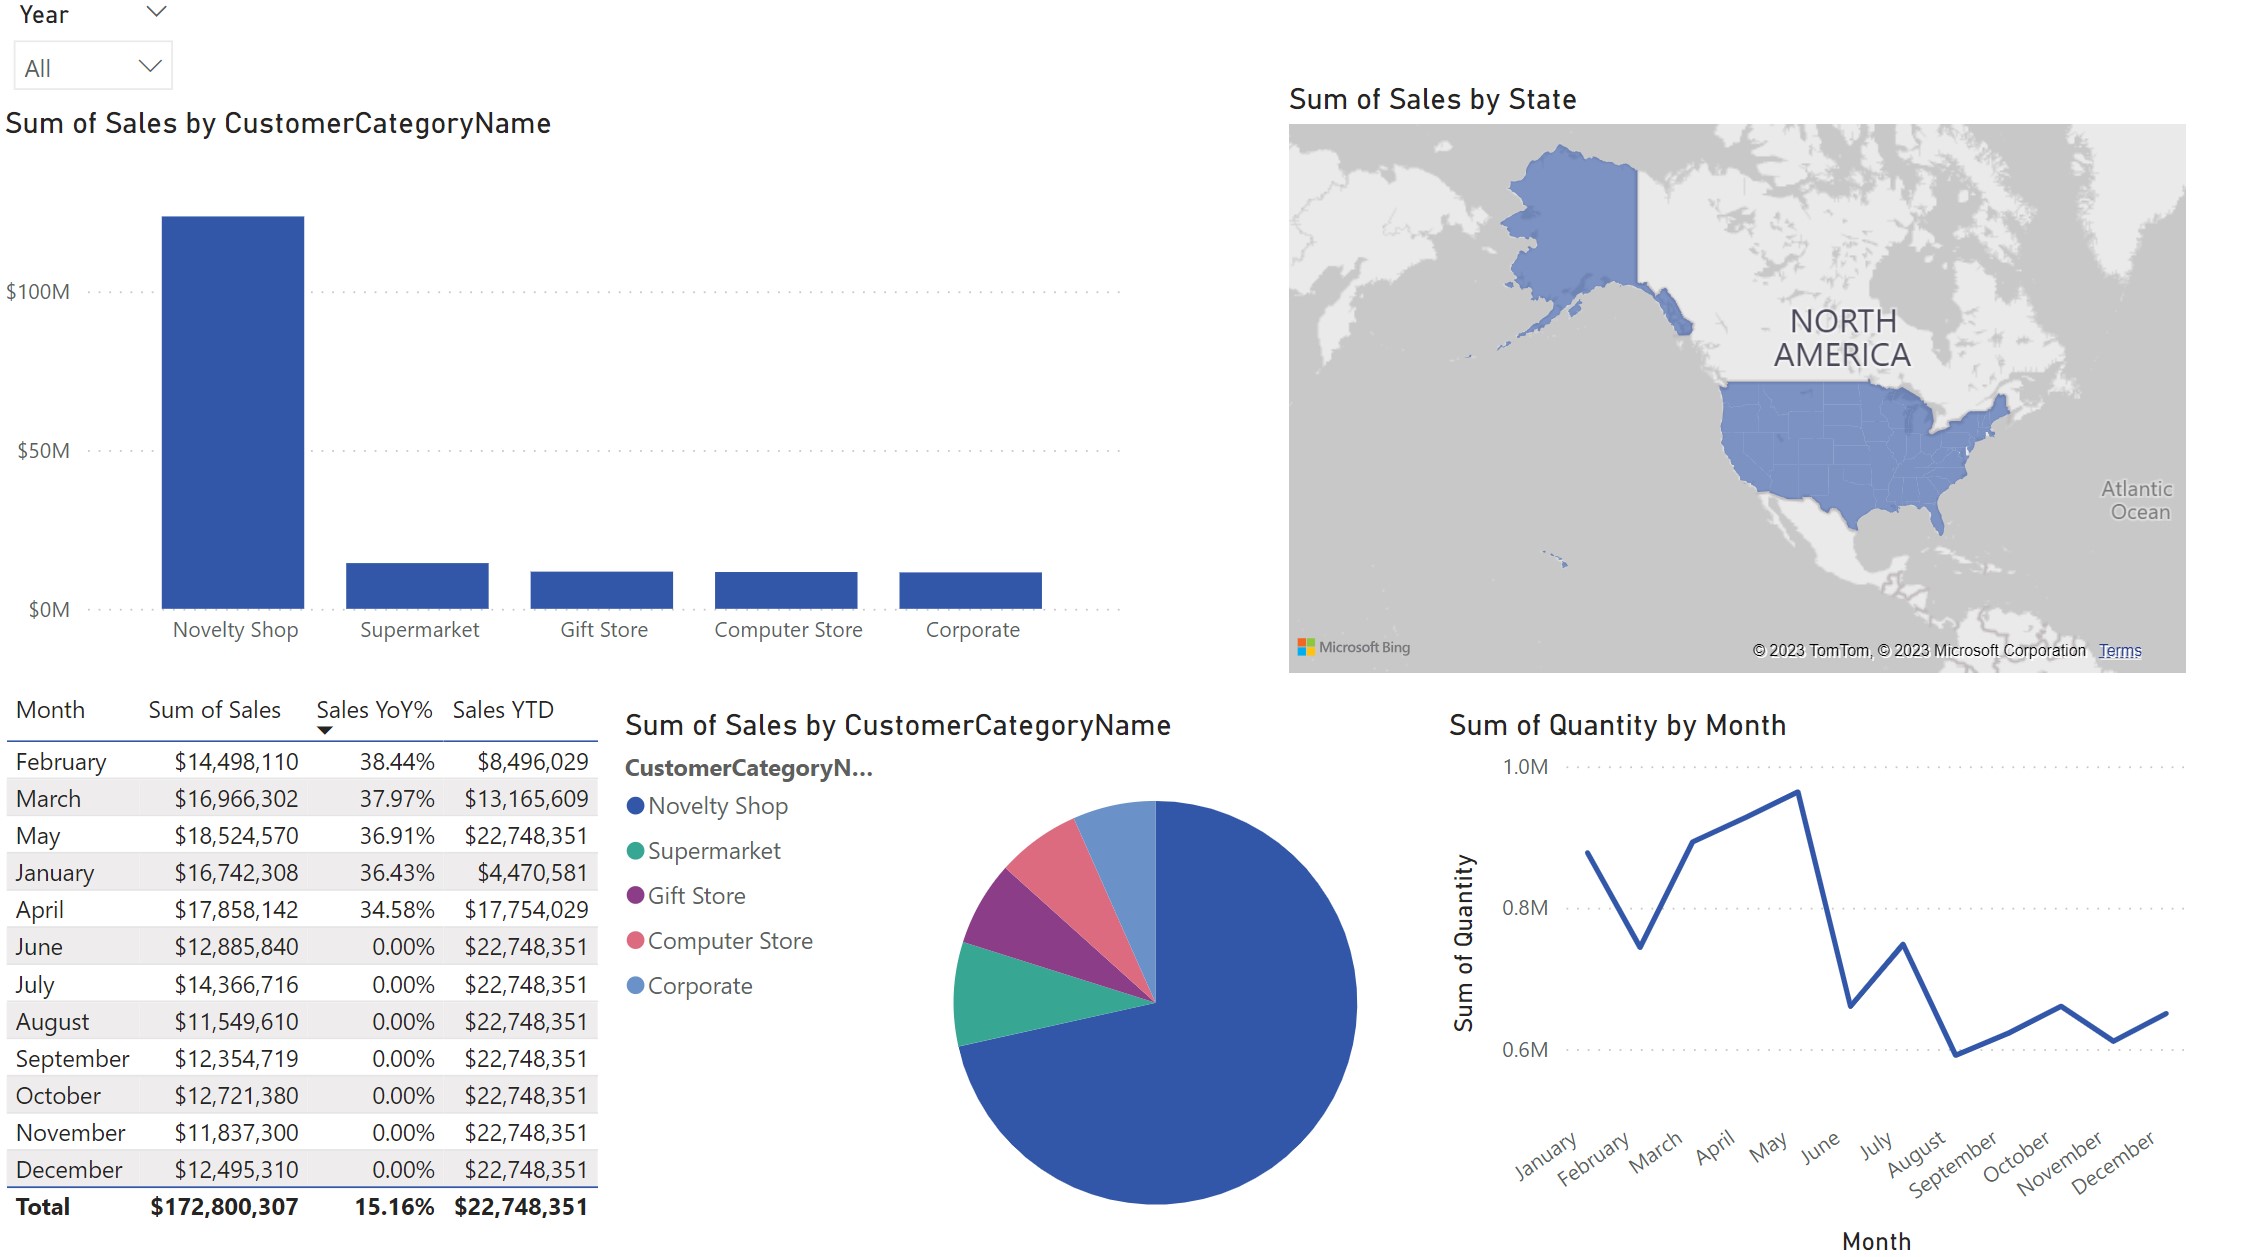 Year
All
Sum of Sales by CustomerCategoryName
$100M
$50M
$0M
Novelty Shop Supermarket Gift Store Computer Store Corporate
Sum of Sales by State
NORTH
AMERICA
Atlantic
Ocean
Microsoft Bing
© 2023 TomTom, © 2023 Microsoft Corporation Terms
Month Sum of Sales Sales YoY% Sales YTD
February $14,498,110 38.44% $8,496,029
March $16,966,302 37.97% $13,165,609
May $18,524,570 36.91% $22,748,351
January $16,742,308 36.43% $4,470,581
April $17,858,142 34.58% $17,754,029
June $12,885,840 0.00% $22,748,351
July $14,366,716 0.00% $22,748,351
August $11,549,610 0.00% $22,748,351
September $12,354,719 0.00% $22,748,351
October $12,721,380 0.00% $22,748,351
November $11,837,300 0.00% $22,748,351
December $12,495,310 0.00% $22,748,351
Total $172,800,307 15.16% $22,748,351
Sum of Sales by CustomerCategoryName
CustomerCategoryN...
Novelty Shop
Supermarket
Gift Store
Computer Store
Corporate
Sum of Quantity by Month
Sum of Quantity
1.0M
0.8M
0.6M
January February March April May June July August September October November December
Month